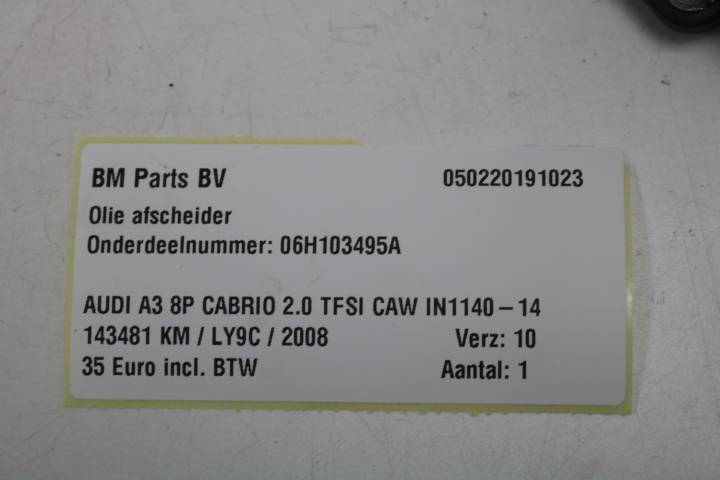 BM Parts BV 050220191023
Olie afscheider
Onderdeelnummer: 06H103495A
AUDI A3 8P CABRIO 2.0 TFSI CAW IN1140-14
143481 KM / LY9C / 2008 Verz: 10
35 Euro incl. BTW Aantal: 1